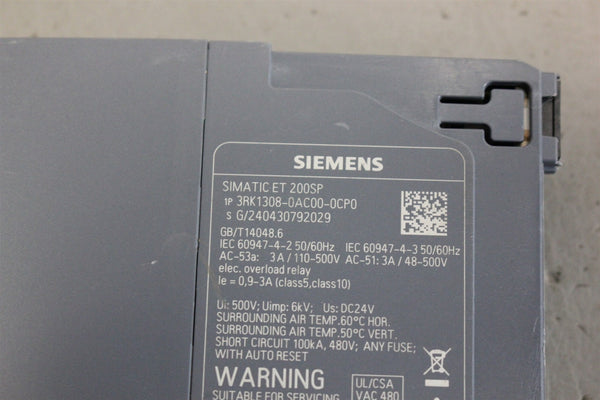 SIEMENS
SIMATIC ET 200SP
1P 3RK1308-0AC00-0CP0
S G/240430792029
GB/T14048.6
IEC 60947-4-2 50/60Hz IEC 60947-4-3 50/60Hz
AC-53a: 3A / 110-500V AC-51: 3A / 48-500V
elec. overload relay
Ie = 0,9-3A (class5,class10)
Ui: 500V; Uimp: 6kV; Us: DC24V
SURROUNDING AIR TEMP.60°C HOR.
SURROUNDING AIR TEMP.50°C VERT.
SHORT CIRCUIT 100kA, 480V; ANY FUSE;
WITH AUTO RESET
WARNING
UL/CSA
SUITABLE FOR SERVICING
VAC 480